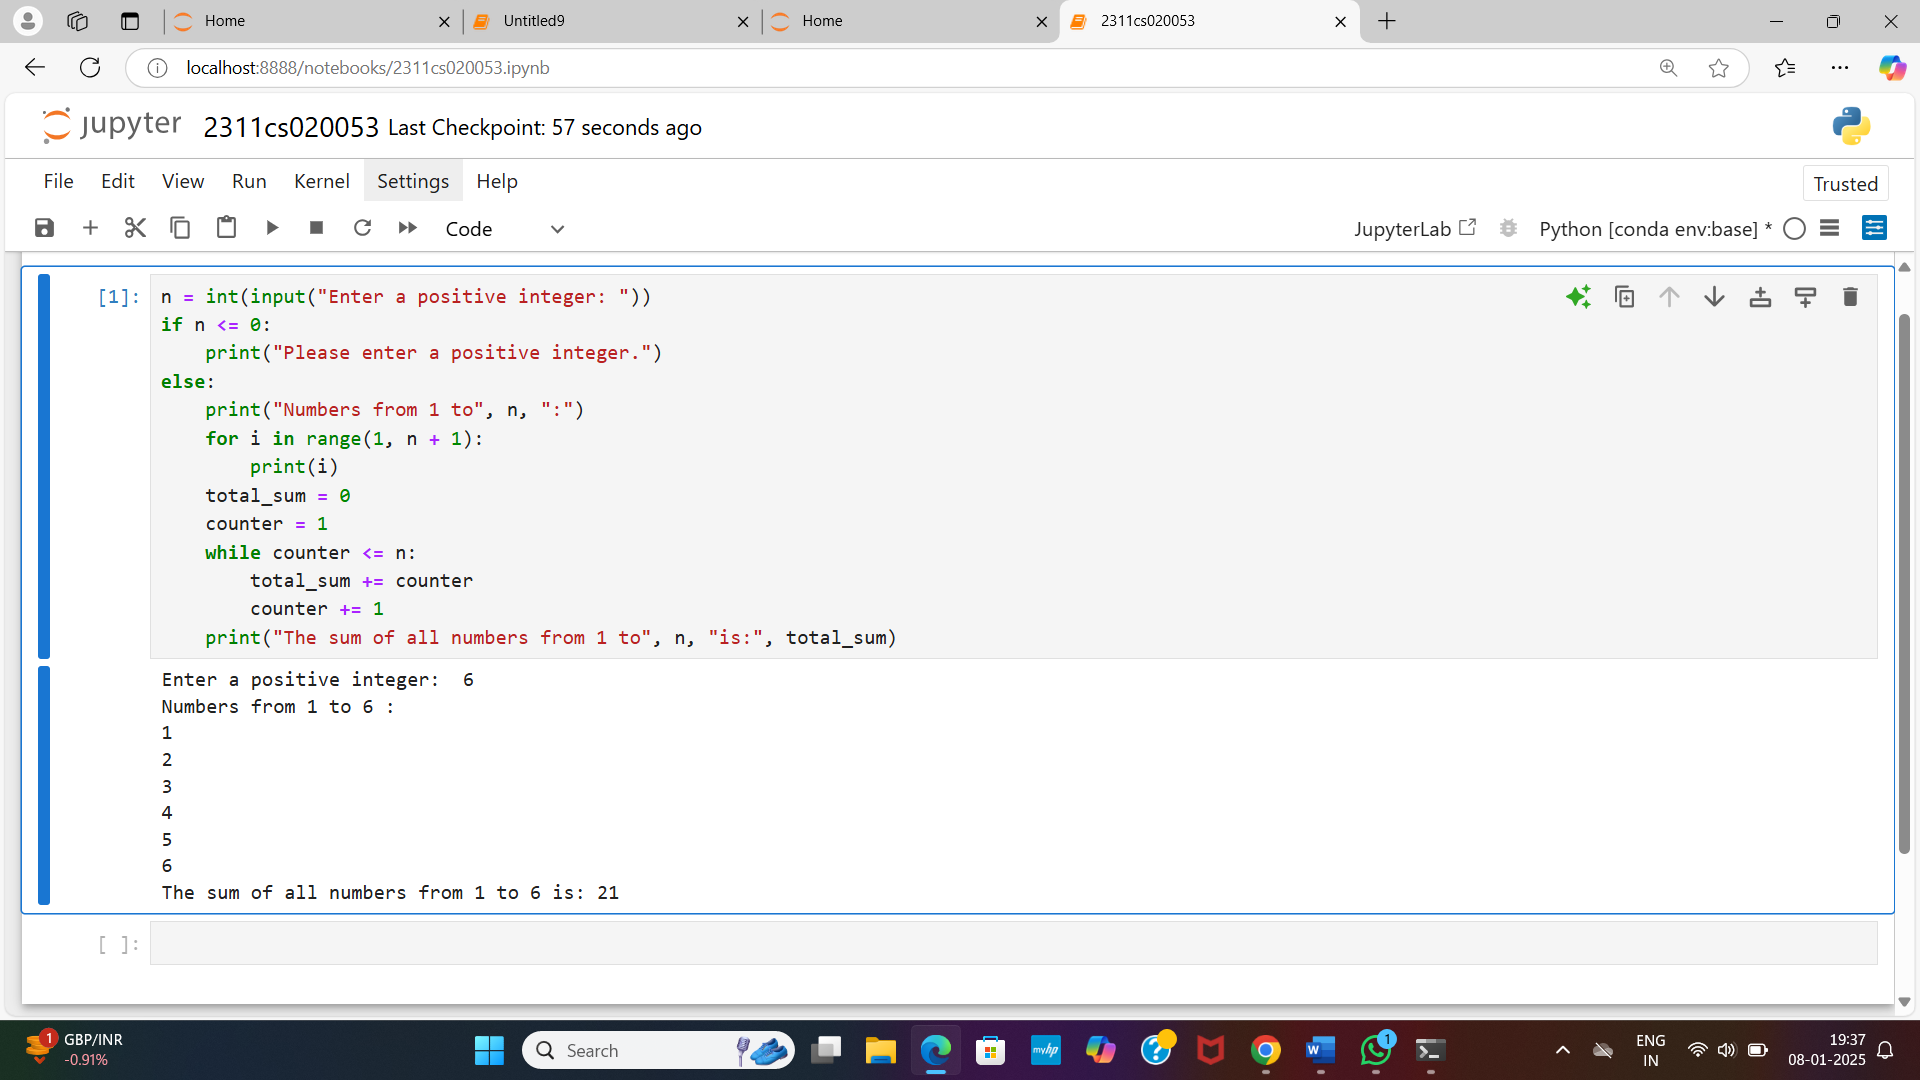 Home
Untitled9
Home
2311cs020053
localhost:8888/notebooks/2311cs020053.ipynb
jupyter 2311cs020053 Last Checkpoint: 57 seconds ago
File Edit View Run Kernel Settings Help
Trusted
Code
JupyterLab
Python [conda env:base] *
[1]: n = int(input("Enter a positive integer: "))
if n <= 0:
    print("Please enter a positive integer.")
else:
    print("Numbers from 1 to", n, ":")
    for i in range(1, n + 1):
        print(i)
    total_sum = 0
    counter = 1
    while counter <= n:
        total_sum += counter
        counter += 1
    print("The sum of all numbers from 1 to", n, "is:", total_sum)
Enter a positive integer:  6
Numbers from 1 to 6 :
1
2
3
4
5
6
The sum of all numbers from 1 to 6 is: 21
[ ]:
1
GBP/INR
-0.91%
Search
myhp
W
1
ENG
IN
19:37
08-01-2025